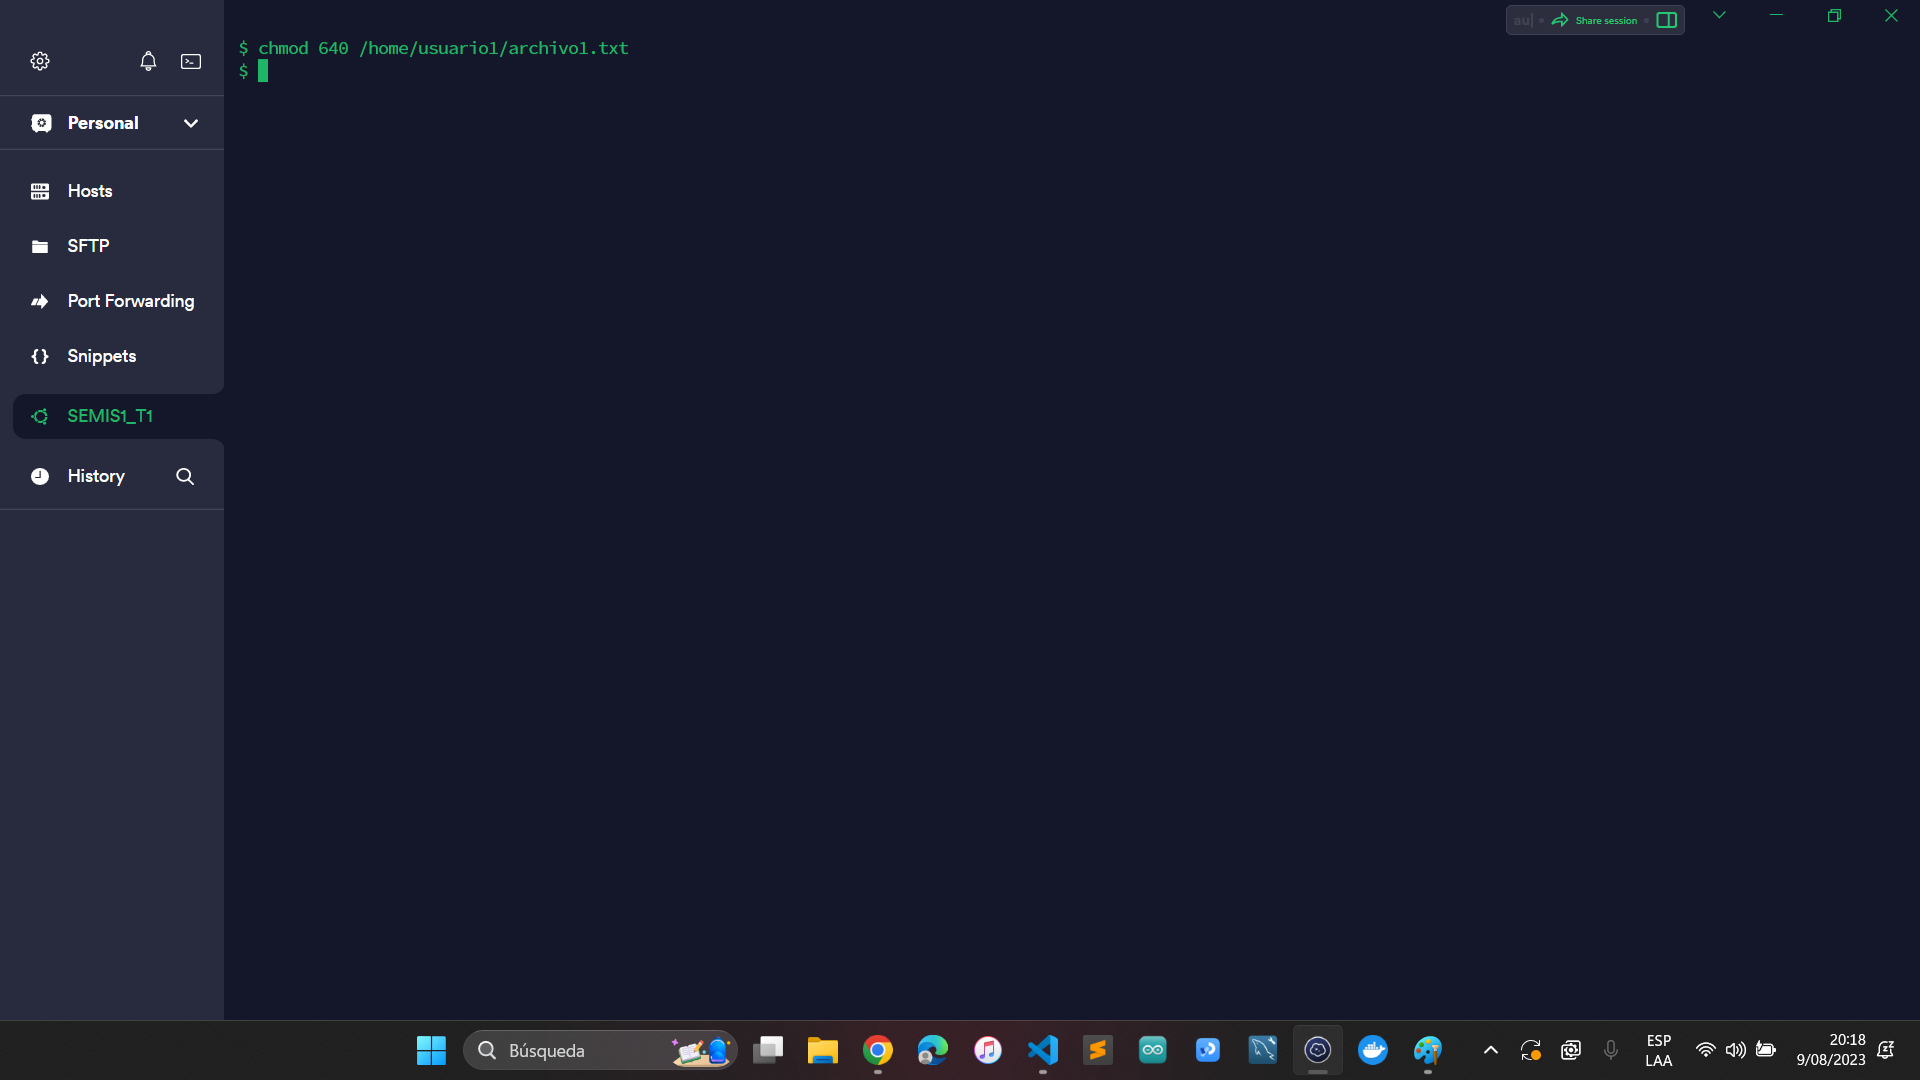 au
Share session
$ chmod 640 /home/usuario1/archivo1.txt
$
Personal
Hosts
SFTP
Port Forwarding
Snippets
SEMIS1_T1
History
Búsqueda
ESP
LAA
20:18
9/08/2023